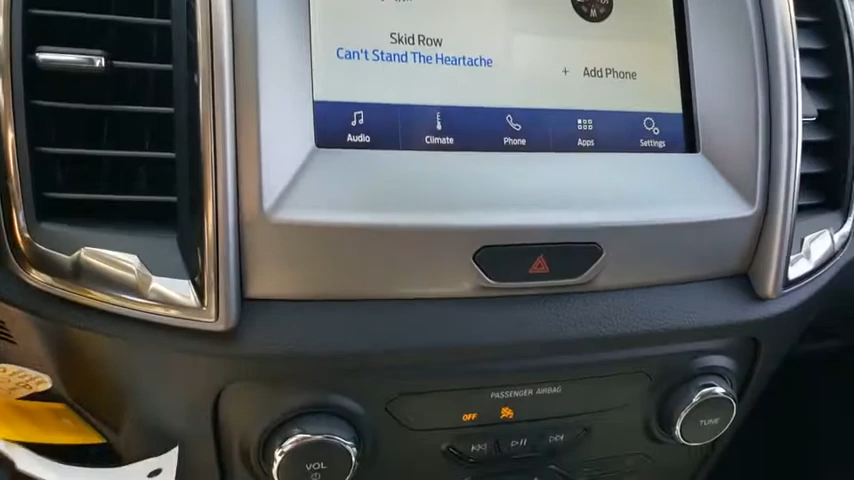 W
Skid Row
Can't Stand The Heartache
+ Add Phone
Audio
Climate
Phone
Apps
Settings
PASSENGER AIRBAG
OFF
VOL
TUNE